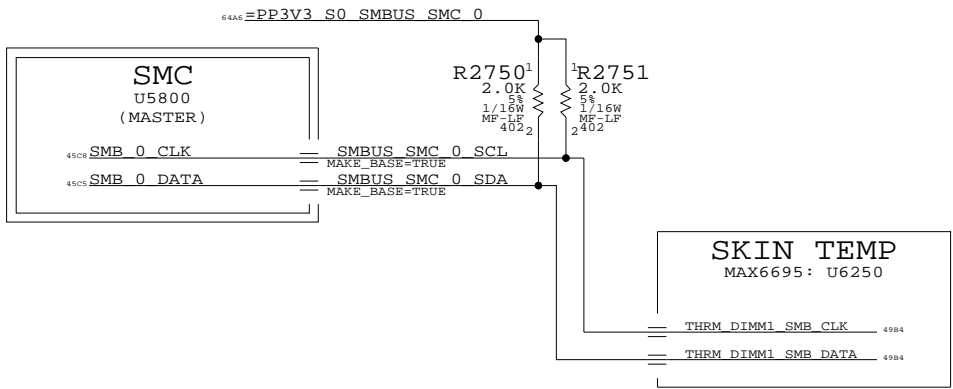 64A6 =PP3V3_S0_SMBUS_SMC_0
SMC
U5800
(MASTER)
R2750 1
2.0K
5%
1/16W
MF-LF
402 2
1 R2751
2.0K
5%
1/16W
MF-LF
2 402
45C8 SMB_0_CLK
SMBUS_SMC_0_SCL
MAKE_BASE=TRUE
45C5 SMB_0_DATA
SMBUS_SMC_0_SDA
MAKE_BASE=TRUE
SKIN TEMP
MAX6695: U6250
THRM_DIMM1_SMB_CLK 49B4
THRM_DIMM1_SMB_DATA 49B4